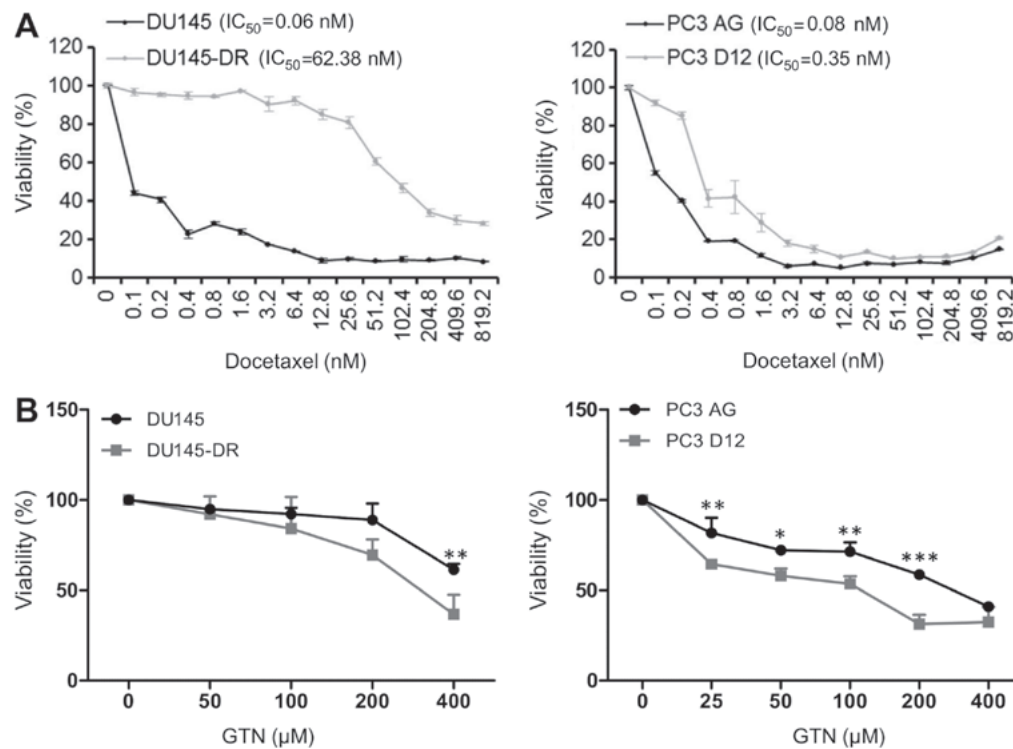 A
DU145 (IC50=0.06 nM)
DU145-DR (IC50=62.38 nM)
120
100
80
60
40
20
0
Viability (%)
0 0.1 0.2 0.4 0.8 1.6 3.2 6.4 12.8 25.6 51.2 102.4 204.8 409.6 819.2
Docetaxel (nM)
PC3 AG (IC50=0.08 nM)
PC3 D12 (IC50=0.35 nM)
120
100
80
60
40
20
0
Viability (%)
0 0.1 0.2 0.4 0.8 1.6 3.2 6.4 12.8 25.6 51.2 102.4 204.8 409.6 819.2
Docetaxel (nM)
B
DU145
DU145-DR
150
100
50
0
Viability (%)
**
0 50 100 200 400
GTN (µM)
PC3 AG
PC3 D12
150
100
50
0
Viability (%)
** * ** ***
0 25 50 100 200 400
GTN (µM)